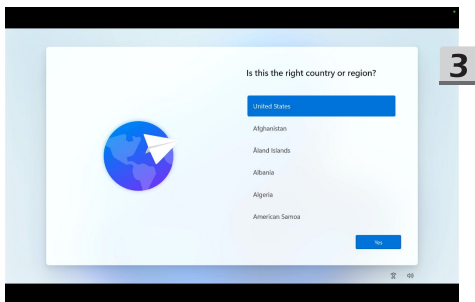 Is this the right country or region?
3
United States
Afghanistan
Åland Islands
Albania
Algeria
American Samoa
Yes